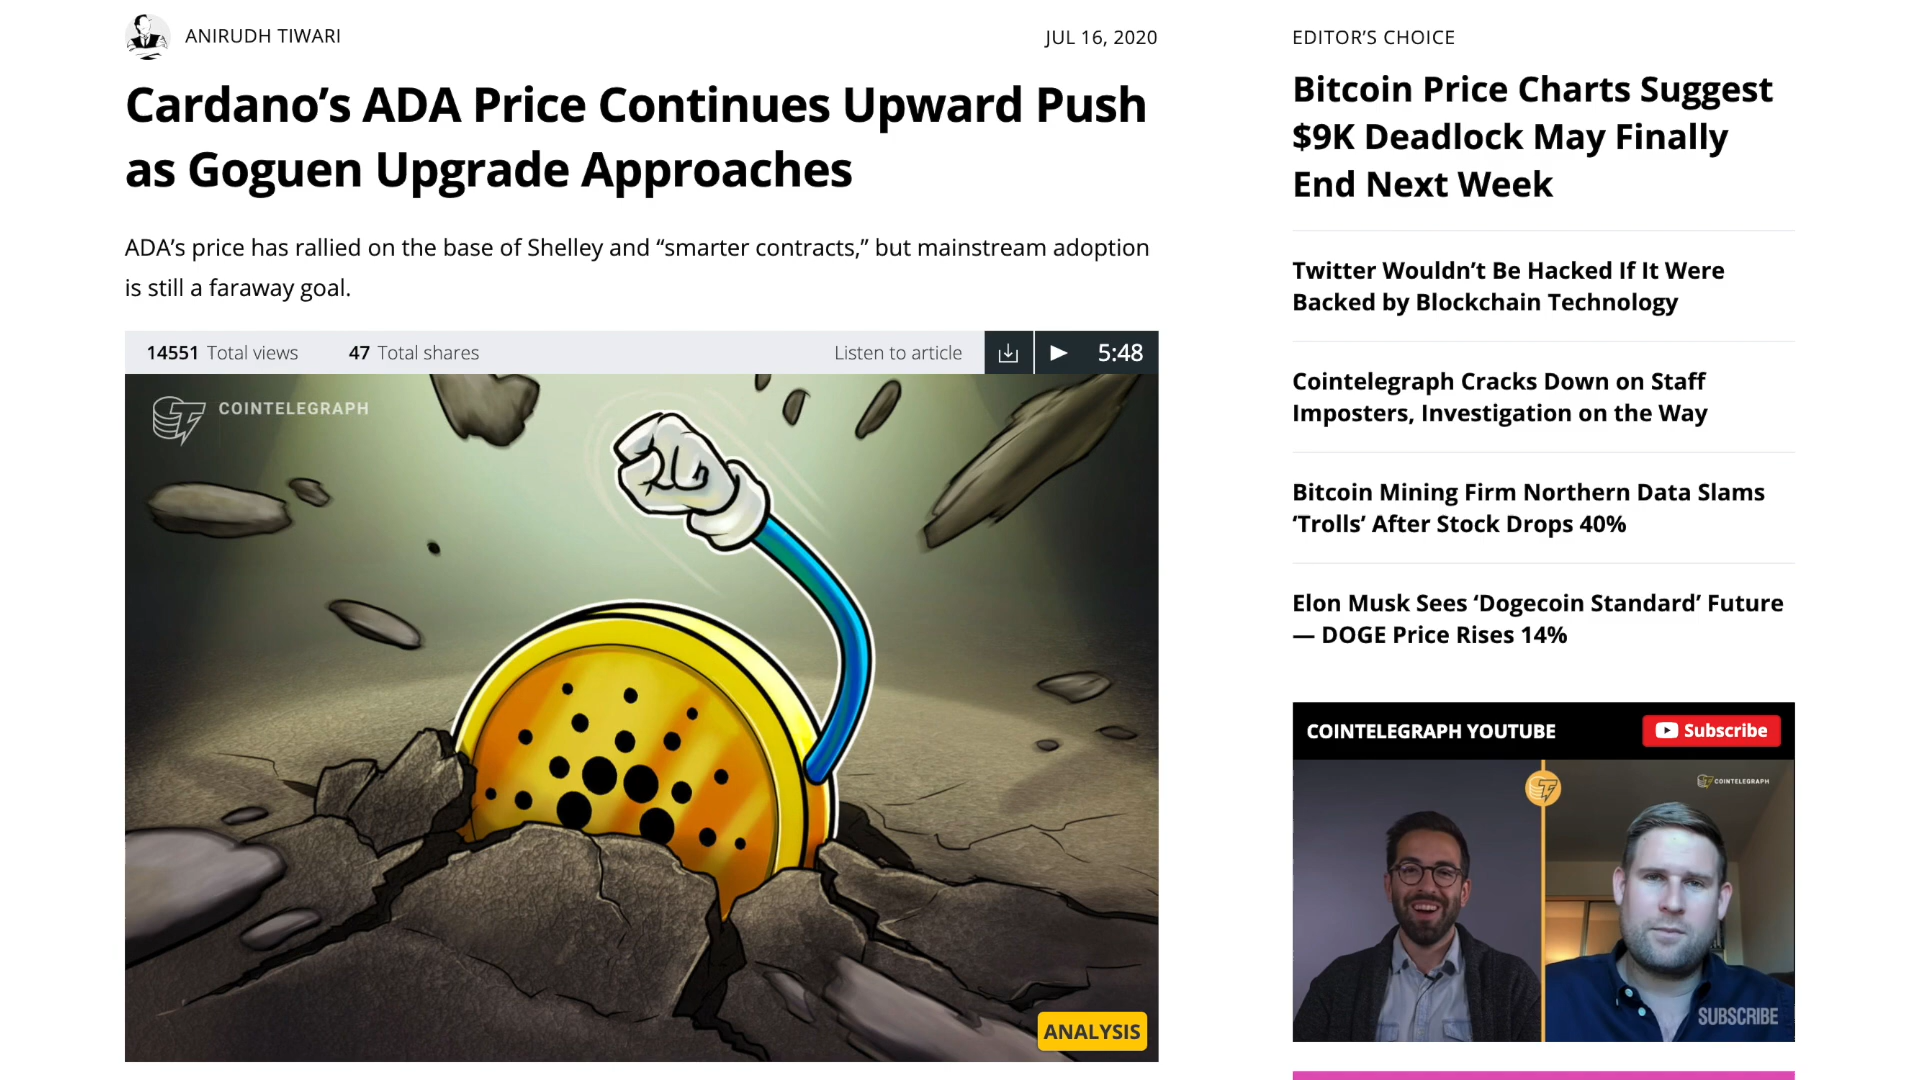 ANIRUDH TIWARI
JUL 16, 2020
Cardano’s ADA Price Continues Upward Push
as Goguen Upgrade Approaches
ADA’s price has rallied on the base of Shelley and “smarter contracts,” but mainstream adoption
is still a faraway goal.
14551 Total views 47 Total shares Listen to article 5:48
COINTELEGRAPH
ANALYSIS
EDITOR’S CHOICE
Bitcoin Price Charts Suggest
$9K Deadlock May Finally
End Next Week
Twitter Wouldn’t Be Hacked If It Were
Backed by Blockchain Technology
Cointelegraph Cracks Down on Staff
Imposters, Investigation on the Way
Bitcoin Mining Firm Northern Data Slams
‘Trolls’ After Stock Drops 40%
Elon Musk Sees ‘Dogecoin Standard’ Future
— DOGE Price Rises 14%
COINTELEGRAPH YOUTUBE Subscribe
COINTELEGRAPH
SUBSCRIBE